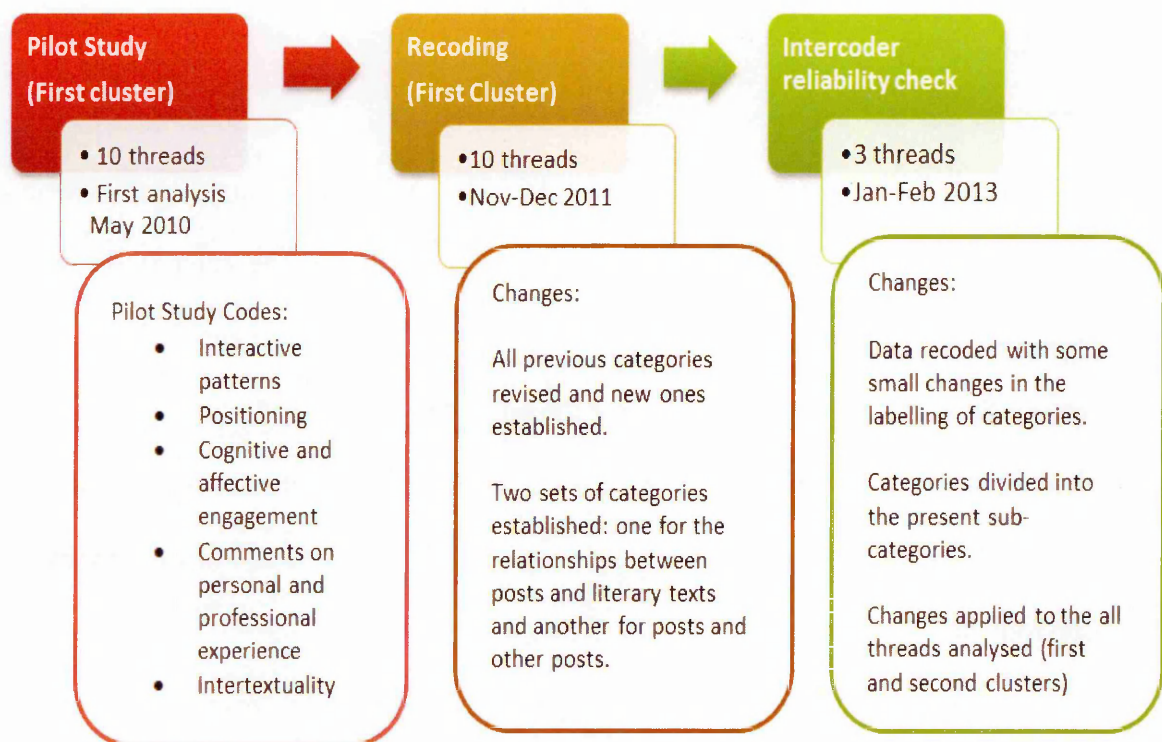 Pilot Study
(First cluster)
• 10 threads
• First analysis
May 2010
Pilot Study Codes:
• Interactive
patterns
• Positioning
• Cognitive and
affective
engagement
• Comments on
personal and
professional
experience
• Intertextuality
Recoding
(First Cluster)
•10 threads
•Nov-Dec 2011
Changes:
All previous categories
revised and new ones
established.
Two sets of categories
established: one for the
relationships between
posts and literary texts
and another for posts and
other posts.
Intercoder
reliability check
•3 threads
•Jan-Feb 2013
Changes:
Data recoded with some
small changes in the
labelling of categories.
Categories divided into
the present sub-
categories.
Changes applied to the all
threads analysed (first
and second clusters)